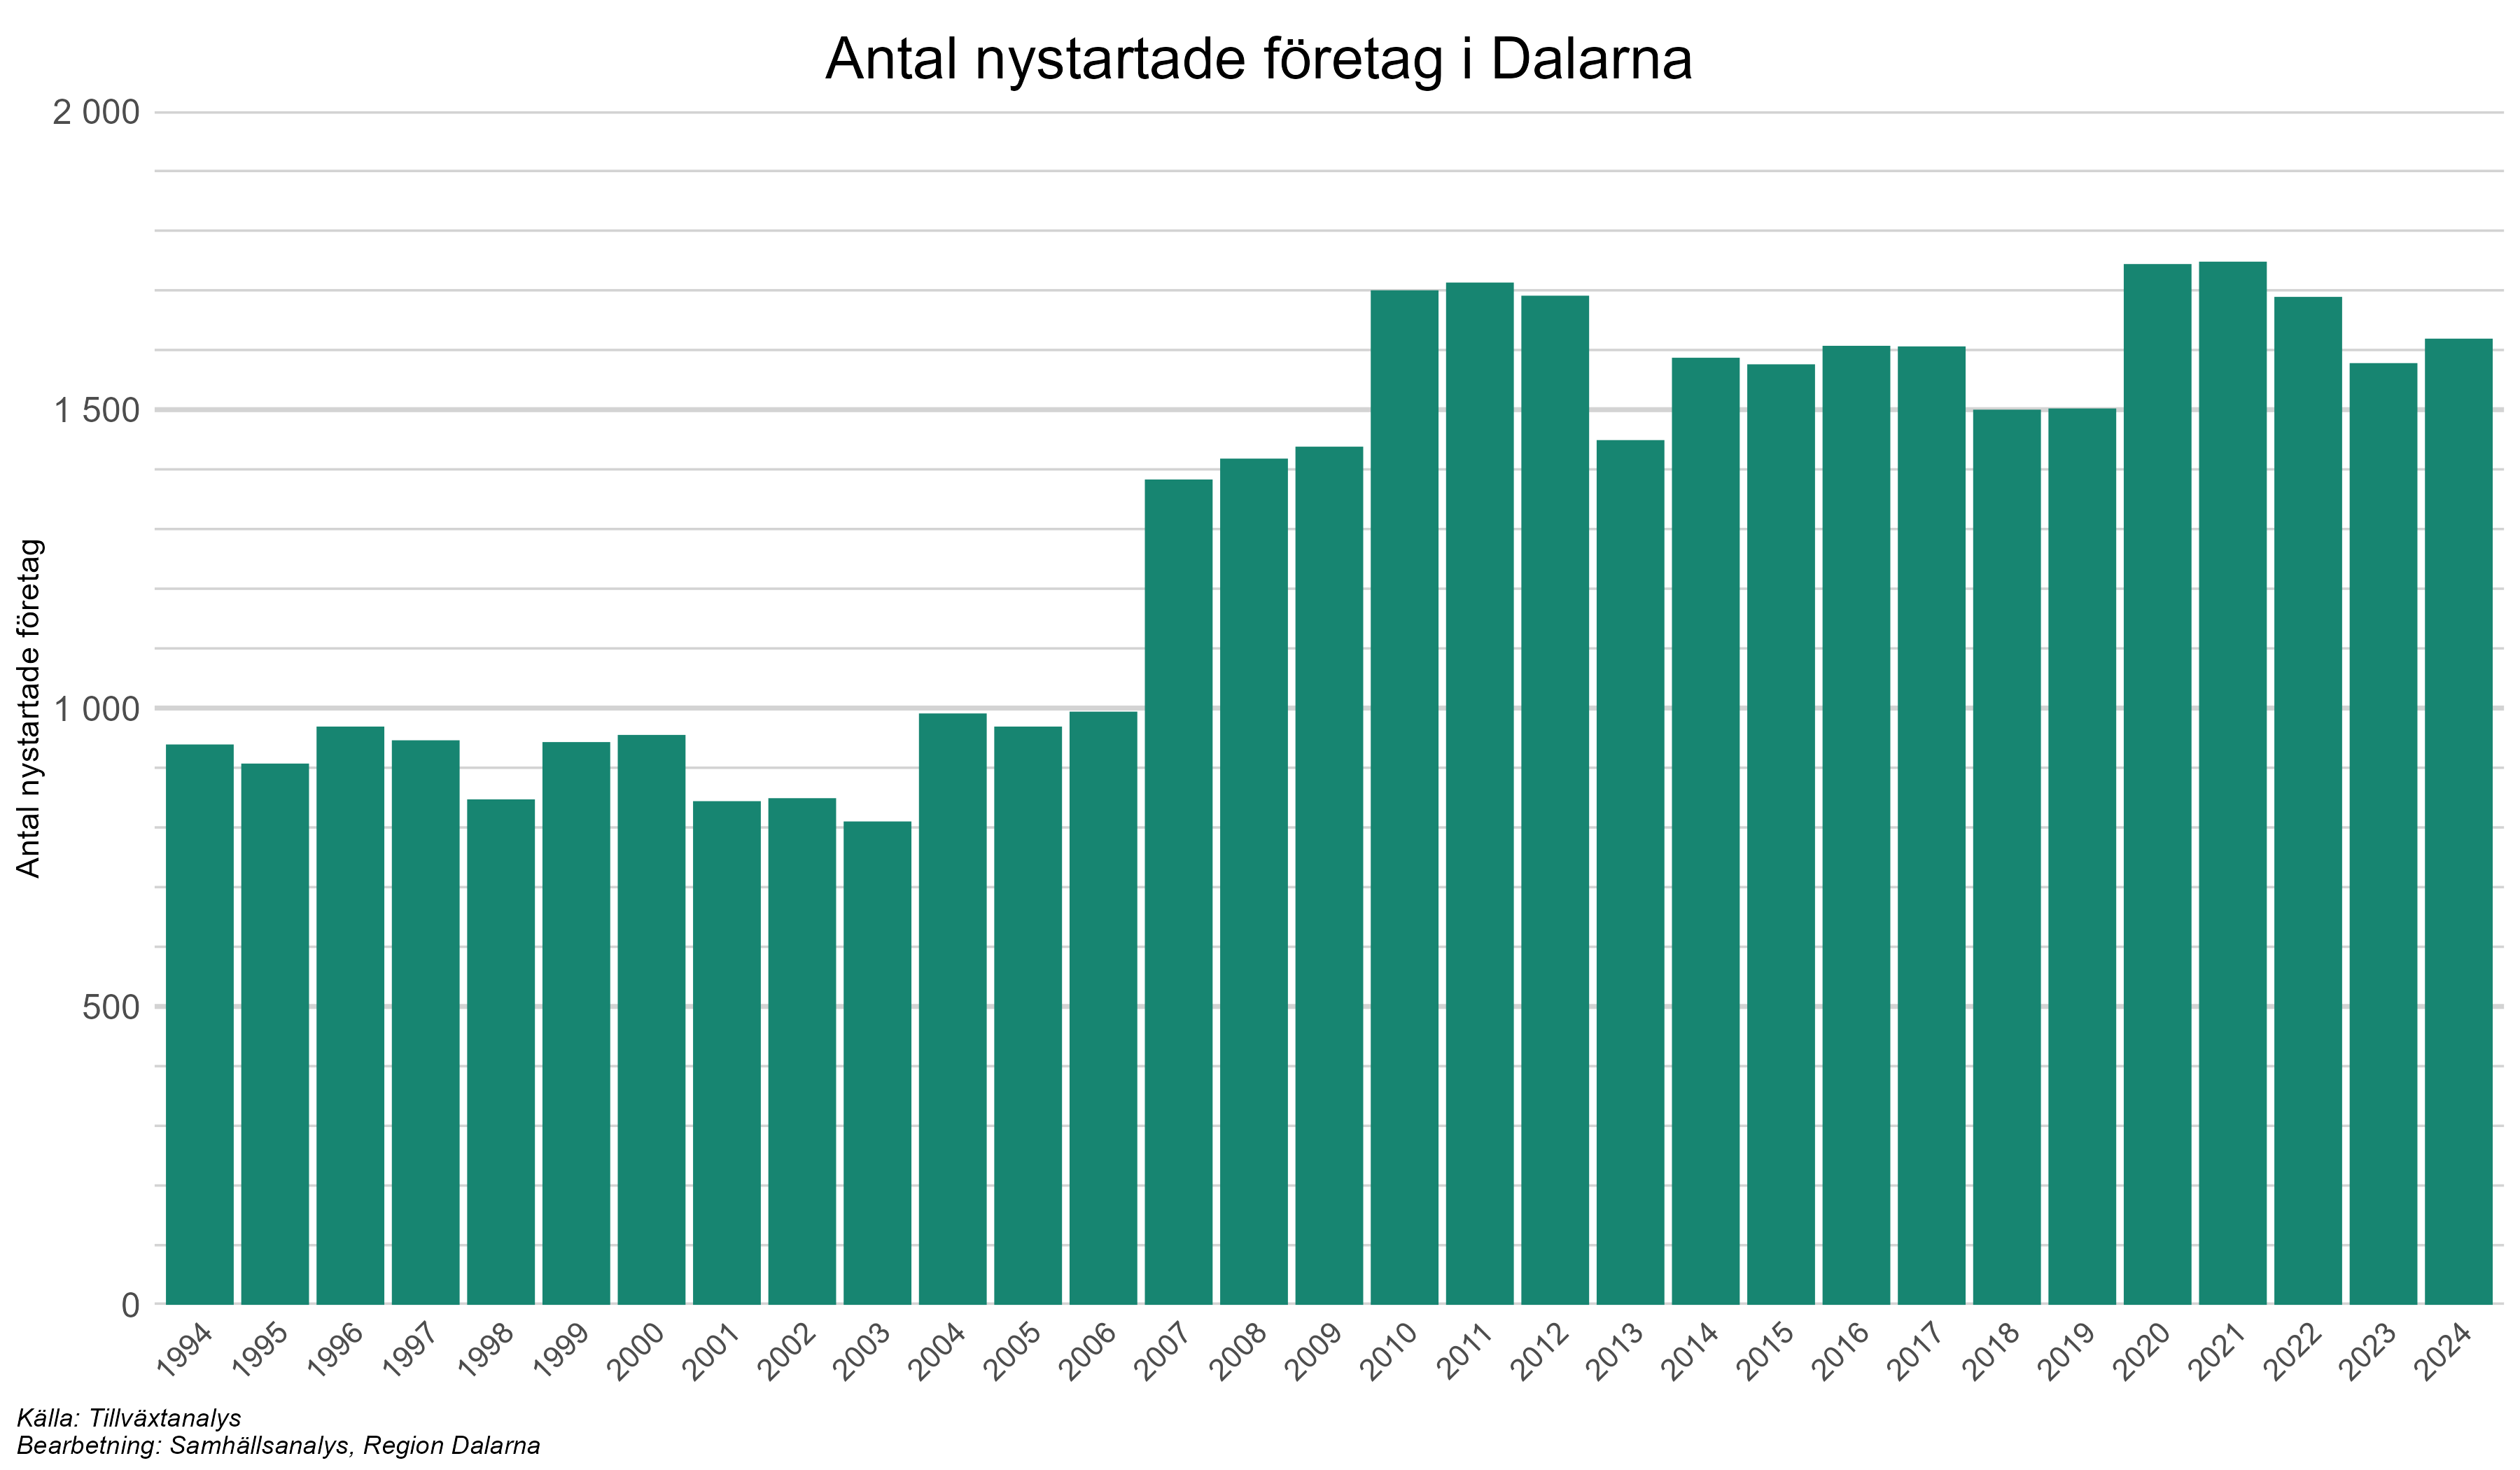 Antal nystartade företag i Dalarna
2 000
1 500
1 000
500
0
Antal nystartade företag
1994 1995 1996 1997 1998 1999 2000 2001 2002 2003 2004 2005 2006 2007 2008 2009 2010 2011 2012 2013 2014 2015 2016 2017 2018 2019 2020 2021 2022 2023 2024
Källa: Tillväxtanalys
Bearbetning: Samhällsanalys, Region Dalarna